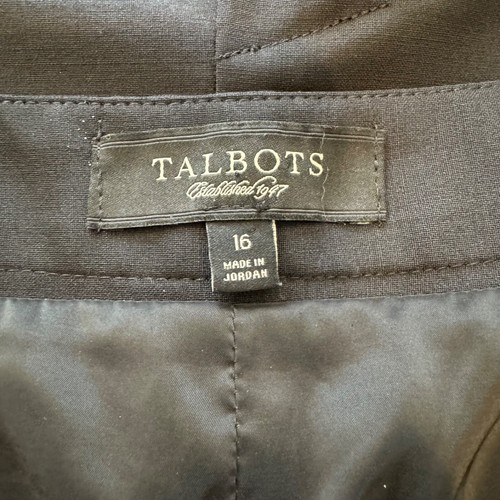 TALBOTS
Established 1947
16
MADE IN
JORDAN